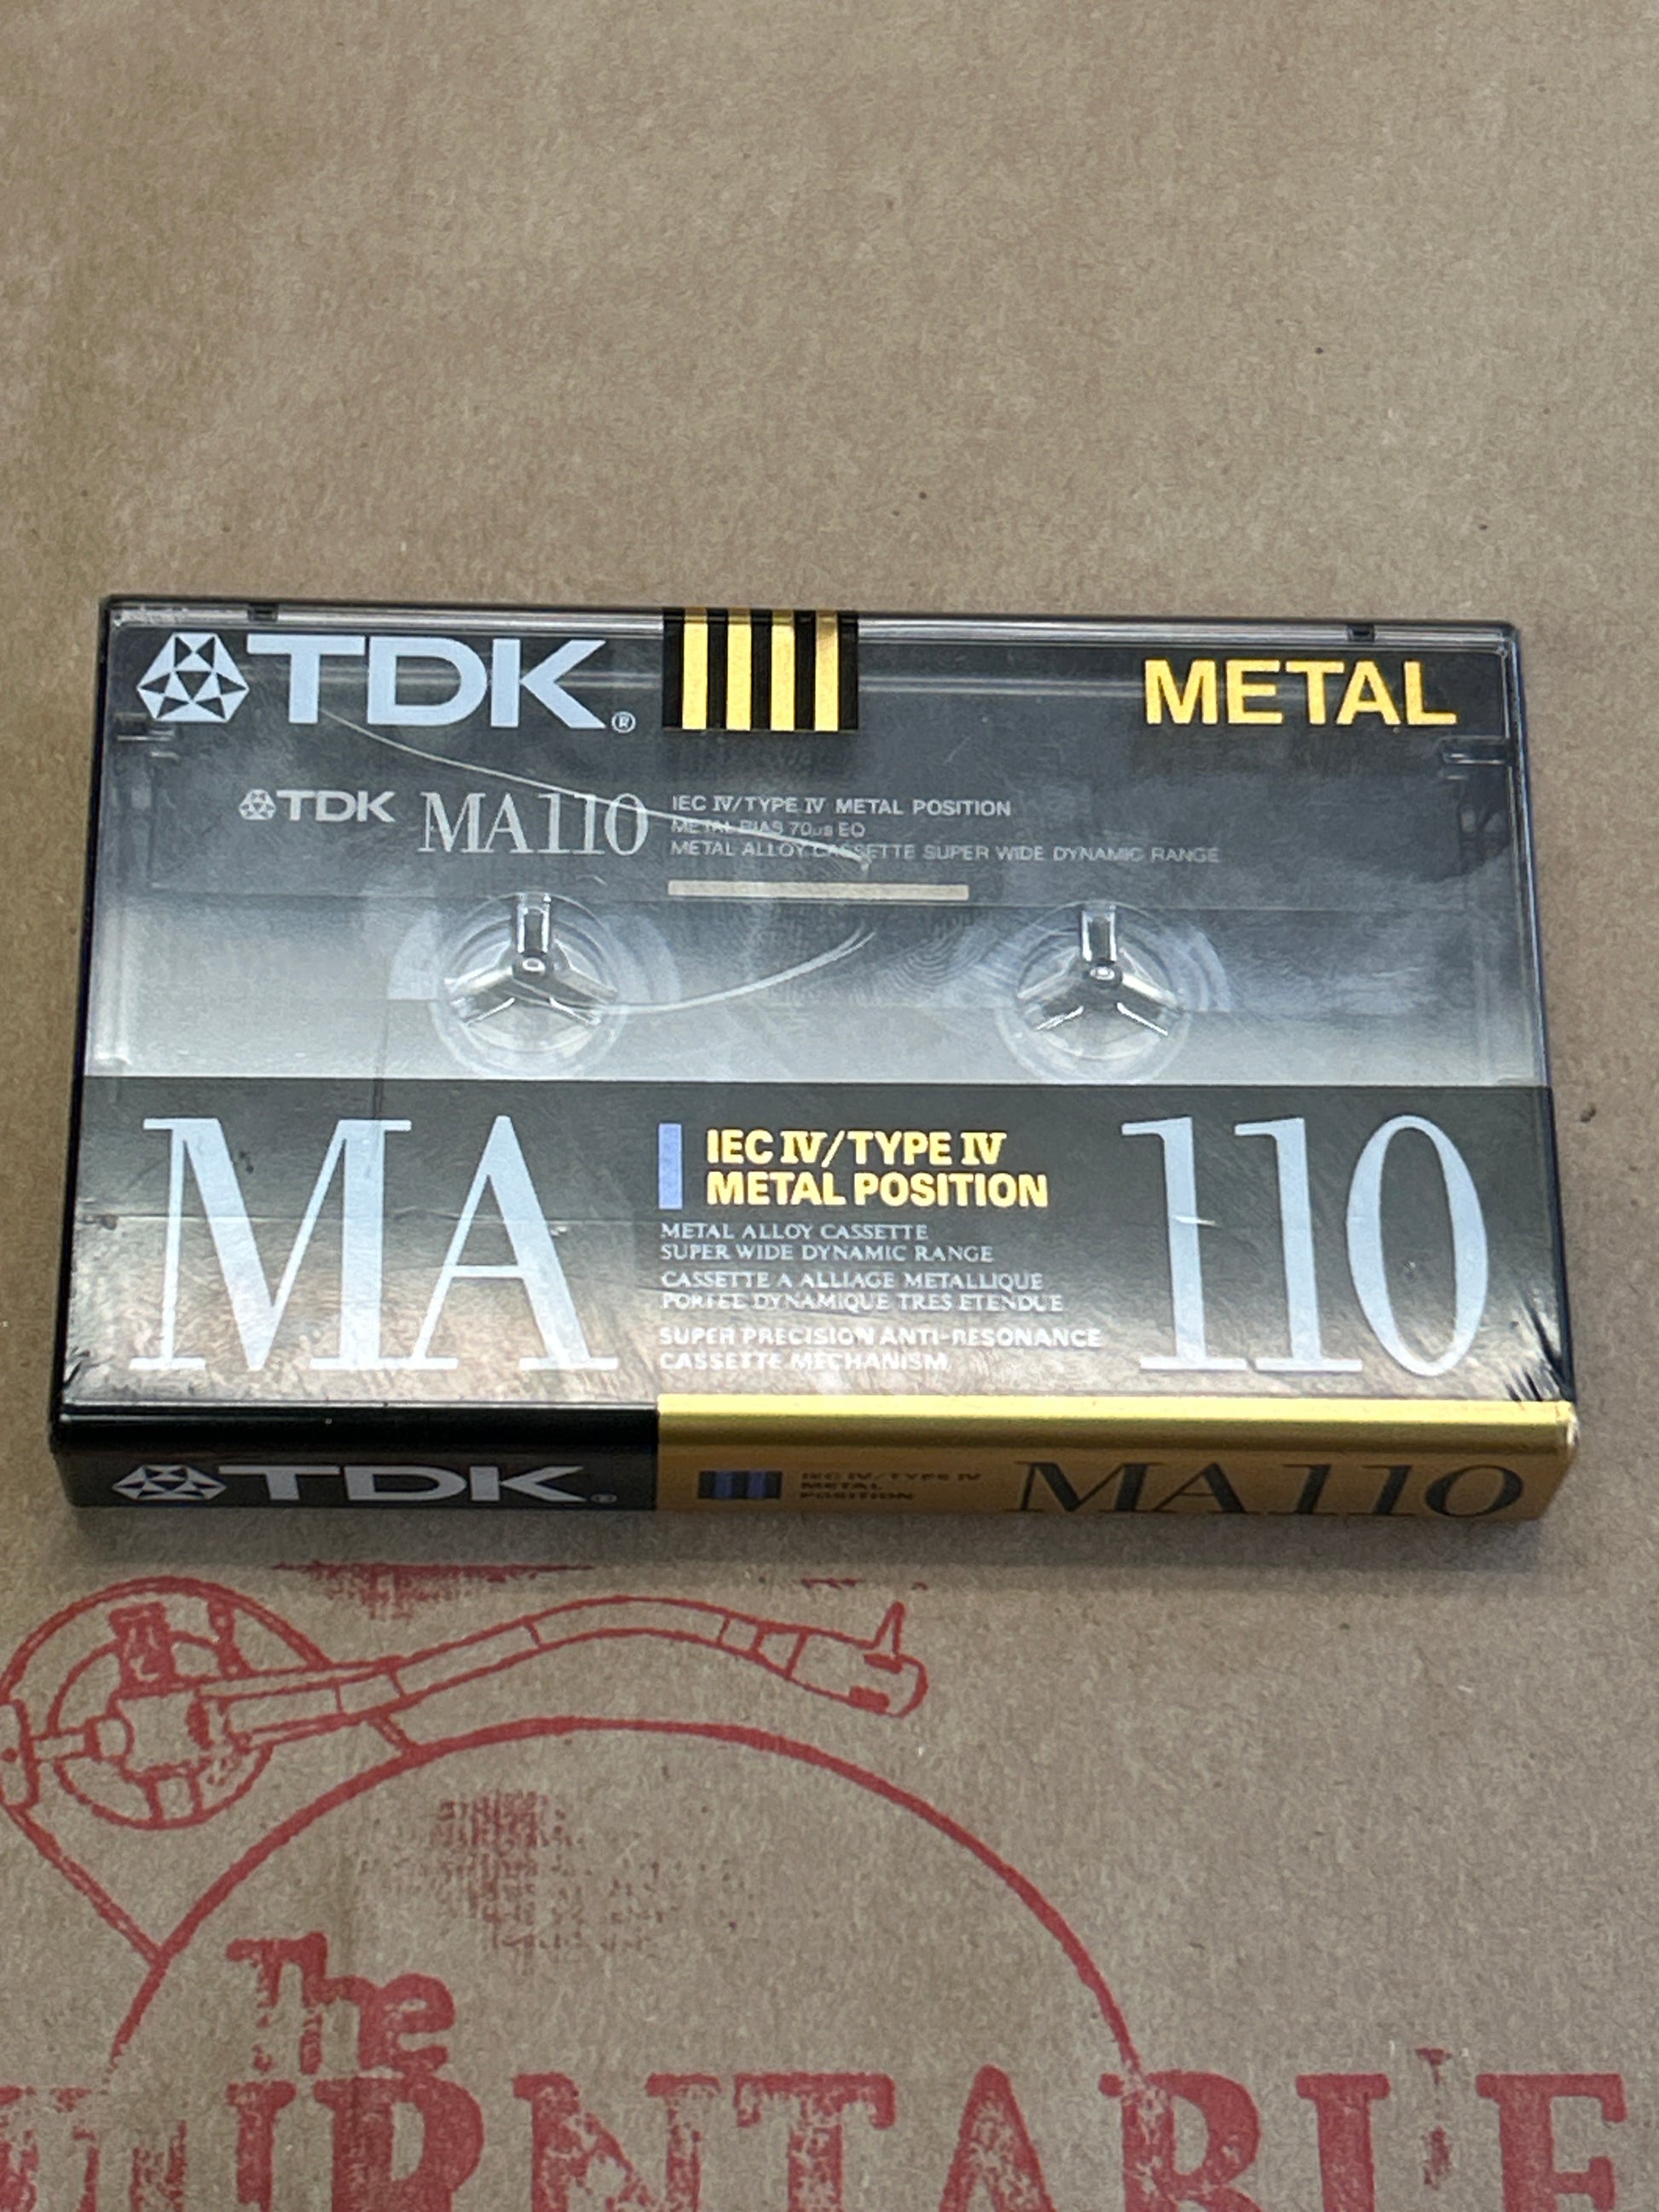 TDK®
METAL
TDK MA110
IEC IV/TYPE IV METAL POSITION
METAL BIAS 70µs EQ
METAL ALLOY CASSETTE SUPER WIDE DYNAMIC RANGE
MA
IEC IV/TYPE IV
METAL POSITION
METAL ALLOY CASSETTE
SUPER WIDE DYNAMIC RANGE
CASSETTE A ALLIAGE METALLIQUE
PORTEE DYNAMIQUE TRES ETENDUE
SUPER PRECISION ANTI-RESONANCE
CASSETTE MECHANISM
110
TDK®
IEC IV/TYPE IV
METAL
POSITION
MA110
The
TURNTABLE